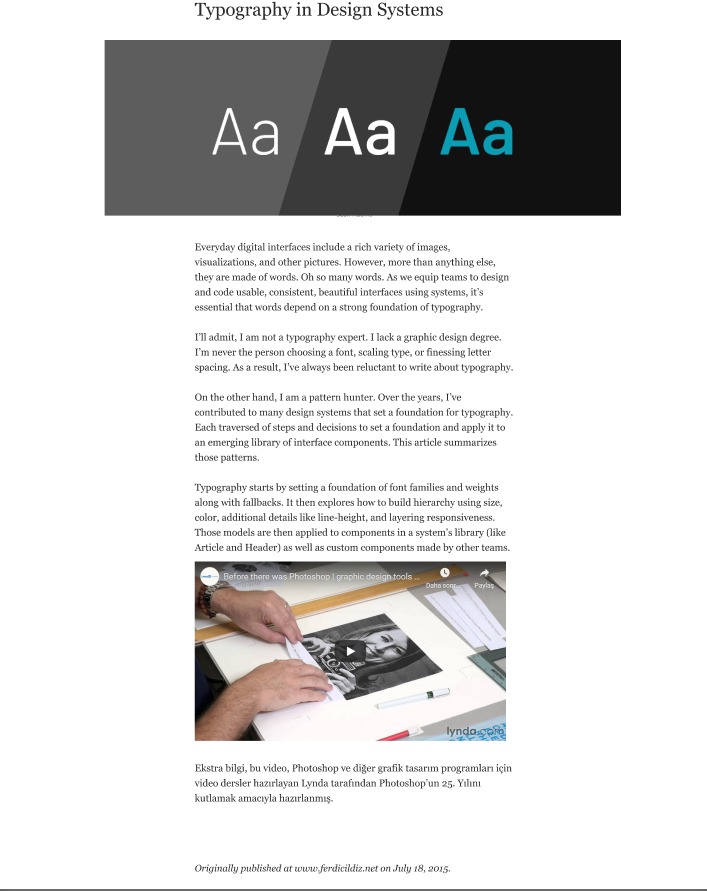 Typography in Design Systems
Aa Aa Aa
Everyday digital interfaces include a rich variety of images,
visualizations, and other pictures. However, more than anything else,
they are made of words. Oh so many words. As we equip teams to design
and code usable, consistent, beautiful interfaces using systems, it’s
essential that words depend on a strong foundation of typography.
I’ll admit, I am not a typography expert. I lack a graphic design degree.
I’m never the person choosing a font, scaling type, or finessing letter
spacing. As a result, I’ve always been reluctant to write about typography.
On the other hand, I am a pattern hunter. Over the years, I’ve
contributed to many design systems that set a foundation for typography.
Each traversed of steps and decisions to set a foundation and apply it to
an emerging library of interface components. This article summarizes
those patterns.
Typography starts by setting a foundation of font families and weights
along with fallbacks. It then explores how to build hierarchy using size,
color, additional details like line-height, and layering responsiveness.
Those models are then applied to components in a system’s library (like
Article and Header) as well as custom components made by other teams.
Before there was Photoshop | graphic design tools ...
Daha sonr... Paylaş
lynda.com
Ekstra bilgi, bu video, Photoshop ve diğer grafik tasarım programları için
video dersler hazırlayan Lynda tarafından Photoshop’un 25. Yılını
kutlamak amacıyla hazırlanmış.
Originally published at www.ferdicildiz.net on July 18, 2015.